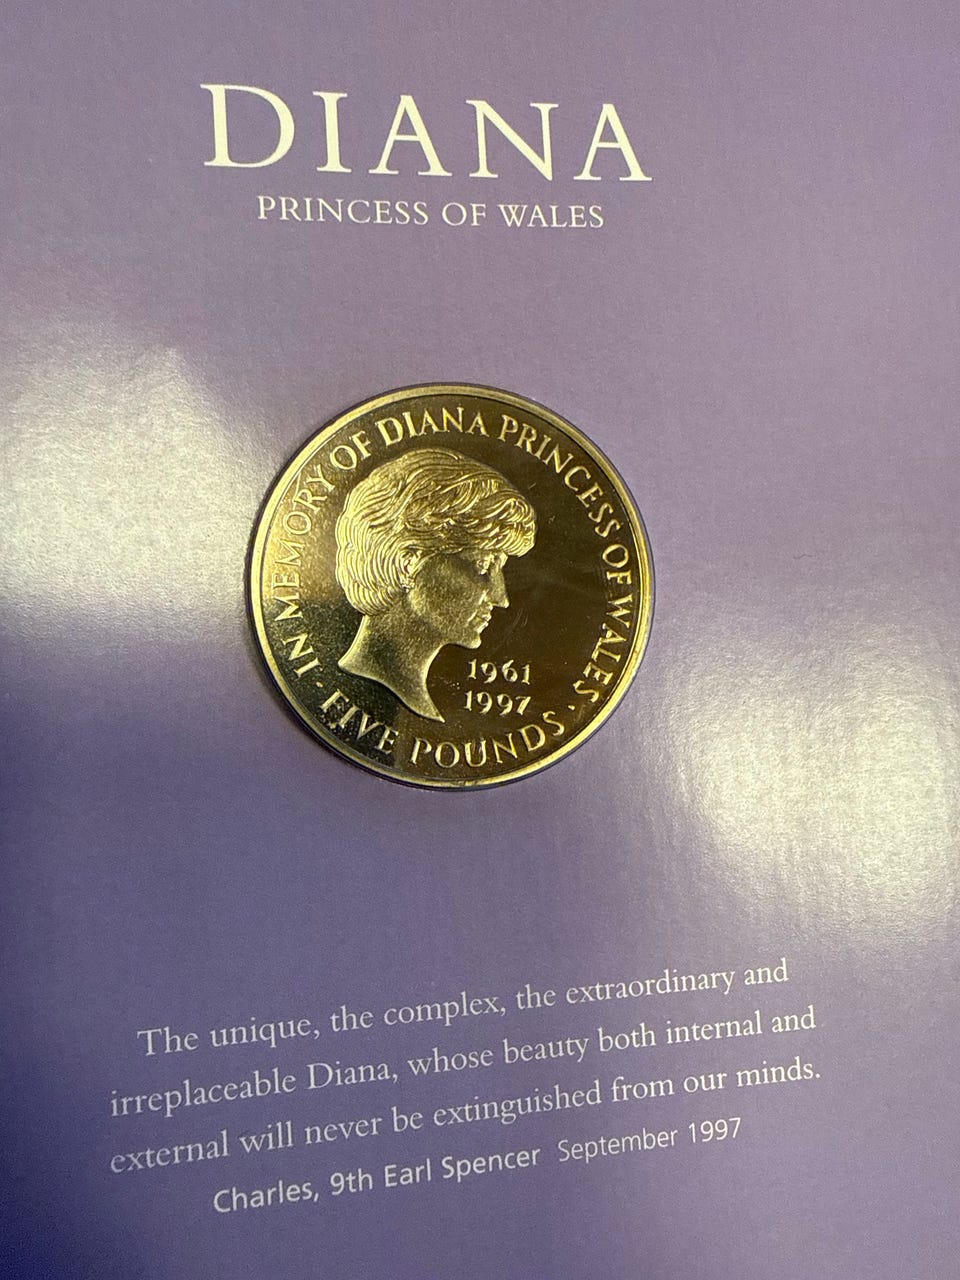 DIANA
PRINCESS OF WALES
IN MEMORY OF DIANA PRINCESS OF WALES ·
FIVE POUNDS ·
1961
1997
The unique, the complex, the extraordinary and
irreplaceable Diana, whose beauty both internal and
external will never be extinguished from our minds.
Charles, 9th Earl Spencer September 1997